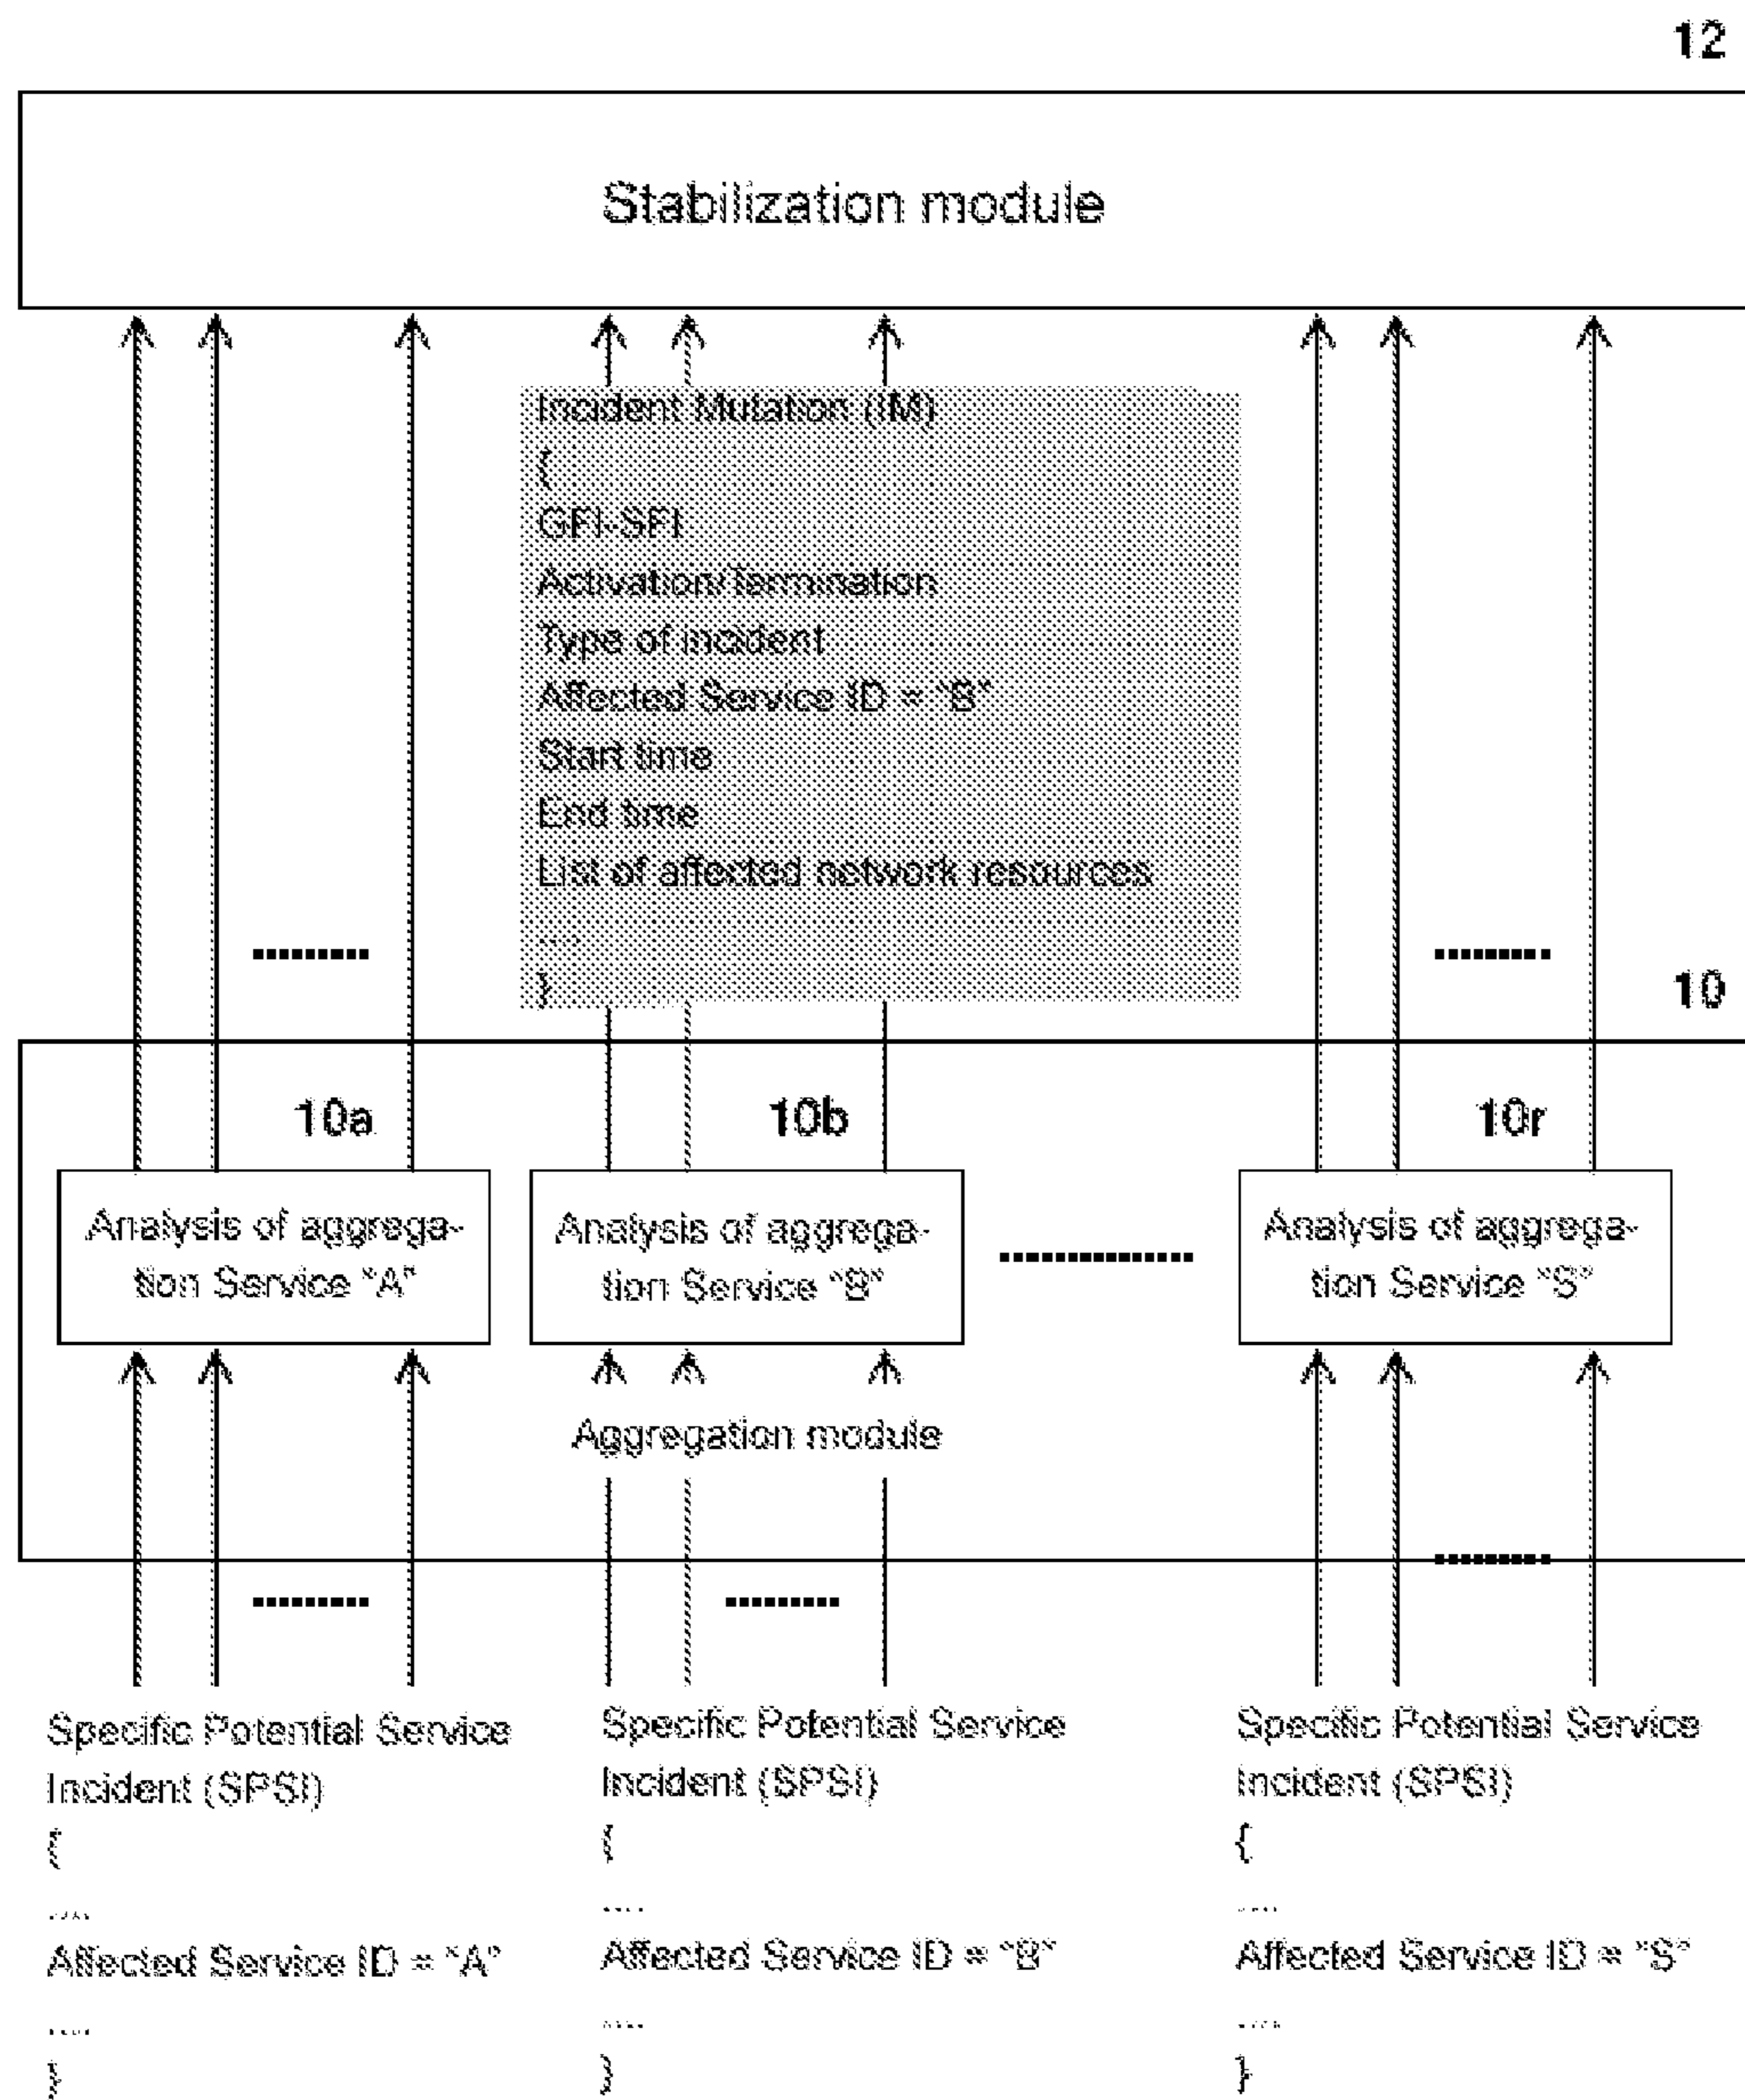 12
Stabilization module
Incident Mutation (IM)
{
GFI-SFI
Activation/Termination
Type of incident
Affected Service ID = "B"
Start time
End time
List of affected network resources
....
}
10
10a
10b
10r
Analysis of aggrega-
tion Service "A"
Analysis of aggrega-
tion Service "B"
Analysis of aggrega-
tion Service "S"
Aggregation module
Specific Potential Service
Incident (SPSI)
{
....
Affected Service ID = "A"
....
}
Specific Potential Service
Incident (SPSI)
{
....
Affected Service ID = "B"
....
}
Specific Potential Service
Incident (SPSI)
{
....
Affected Service ID = "S"
....
}